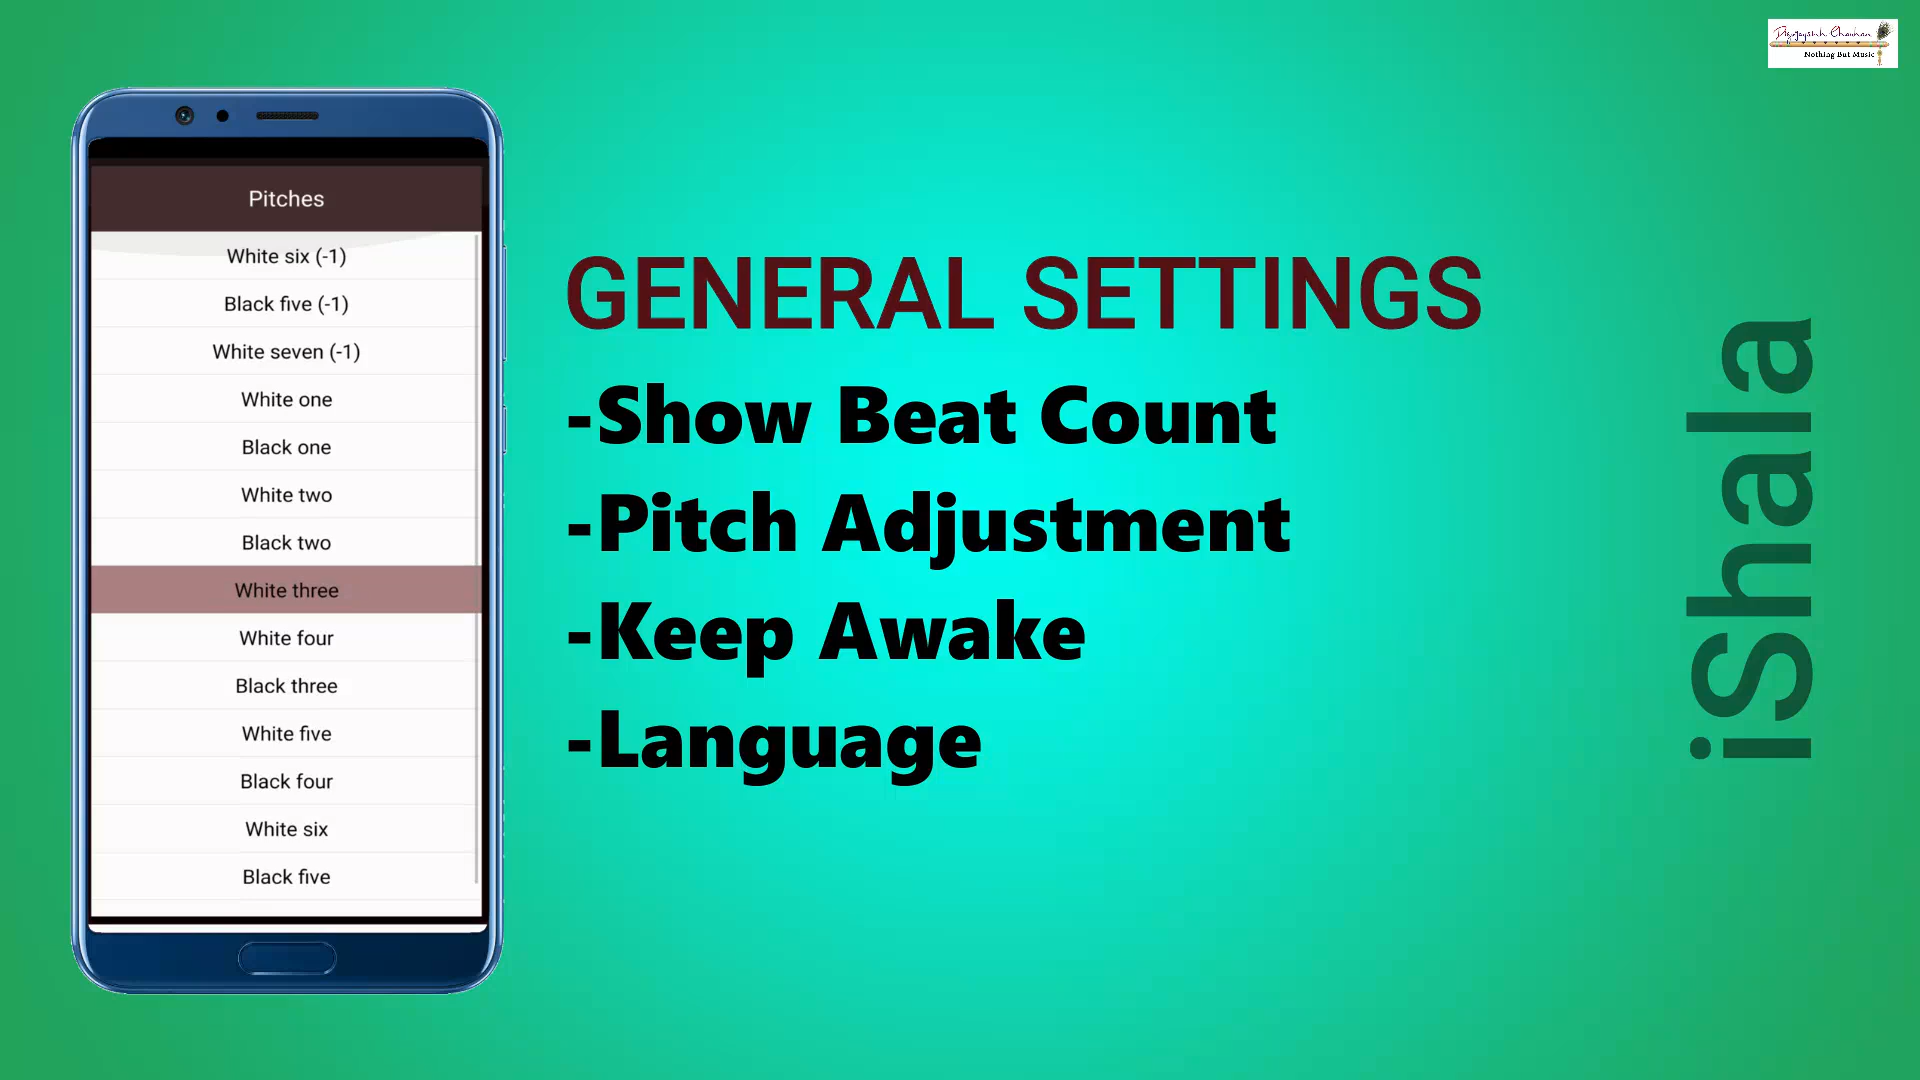 Nothing But Music
Pitches
White six (-1)
Black five (-1)
White seven (-1)
White one
Black one
White two
Black two
White three
White four
Black three
White five
Black four
White six
Black five
GENERAL SETTINGS
-Show Beat Count
-Pitch Adjustment
-Keep Awake
-Language
iShala